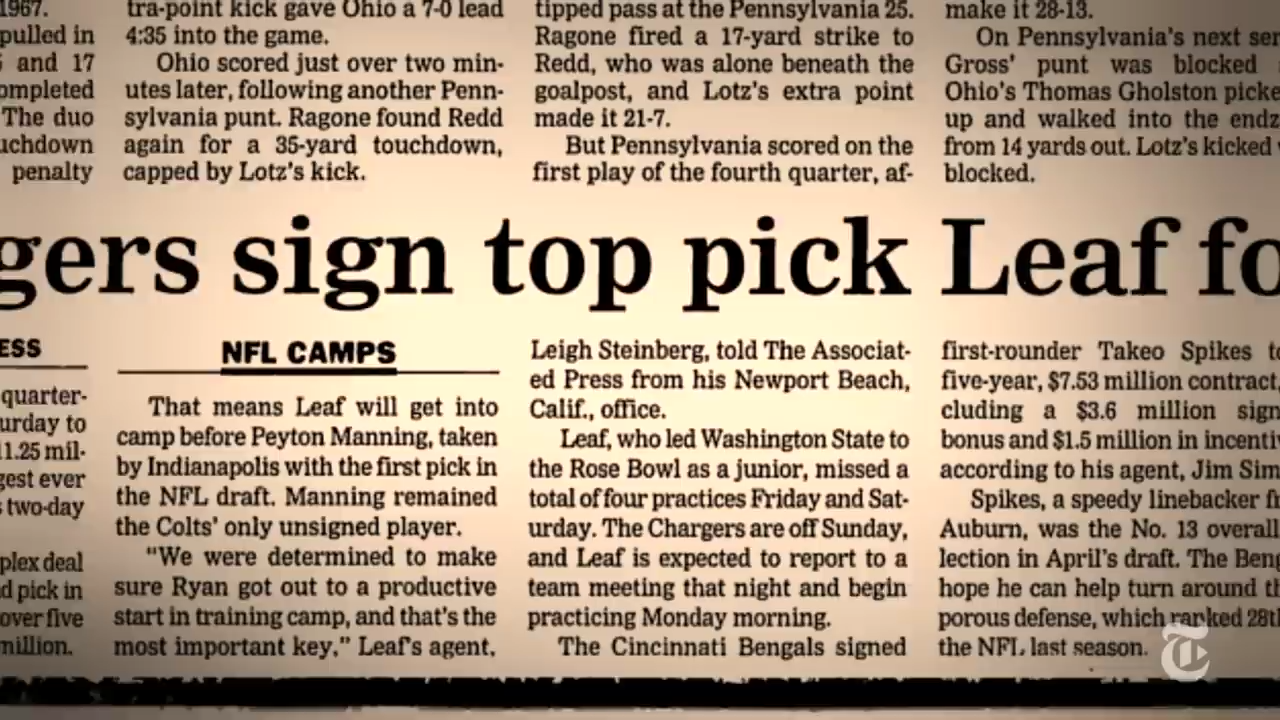 1967.
pulled in
and 17
ompleted
The duo
uchdown
penalty
tra-point kick gave Ohio a 7-0 lead
4:35 into the game.
Ohio scored just over two min-
utes later, following another Penn-
sylvania punt. Ragone found Redd
again for a 35-yard touchdown,
capped by Lotz's kick.
tipped pass at the Pennsylvania 25.
Ragone fired a 17-yard strike to
Redd, who was alone beneath the
goalpost, and Lotz's extra point
made it 21-7.
But Pennsylvania scored on the
first play of the fourth quarter, af-
make it 28-13.
On Pennsylvania's next ser
Gross' punt was blocked
Ohio's Thomas Gholston picke
up and walked into the endz
from 14 yards out. Lotz's kicked
blocked.
gers sign top pick Leaf fo
ESS
quarter-
urday to
11.25 mil-
gest ever
two-day
plex deal
d pick in
over five
million.
NFL CAMPS
That means Leaf will get into
camp before Peyton Manning, taken
by Indianapolis with the first pick in
the NFL draft. Manning remained
the Colts' only unsigned player.
"We were determined to make
sure Ryan got out to a productive
start in training camp, and that's the
most important key," Leaf's agent,
Leigh Steinberg, told The Associat-
ed Press from his Newport Beach,
Calif., office.
Leaf, who led Washington State to
the Rose Bowl as a junior, missed a
total of four practices Friday and Sat-
urday. The Chargers are off Sunday,
and Leaf is expected to report to a
team meeting that night and begin
practicing Monday morning.
The Cincinnati Bengals signed
first-rounder Takeo Spikes to
five-year, $7.53 million contract,
cluding a $3.6 million sign
bonus and $1.5 million in incenti
according to his agent, Jim Sim
Spikes, a speedy linebacker f
Auburn, was the No. 13 overall
lection in April's draft. The Beng
hope he can help turn around th
porous defense, which ranked 28t
the NFL last season.
T